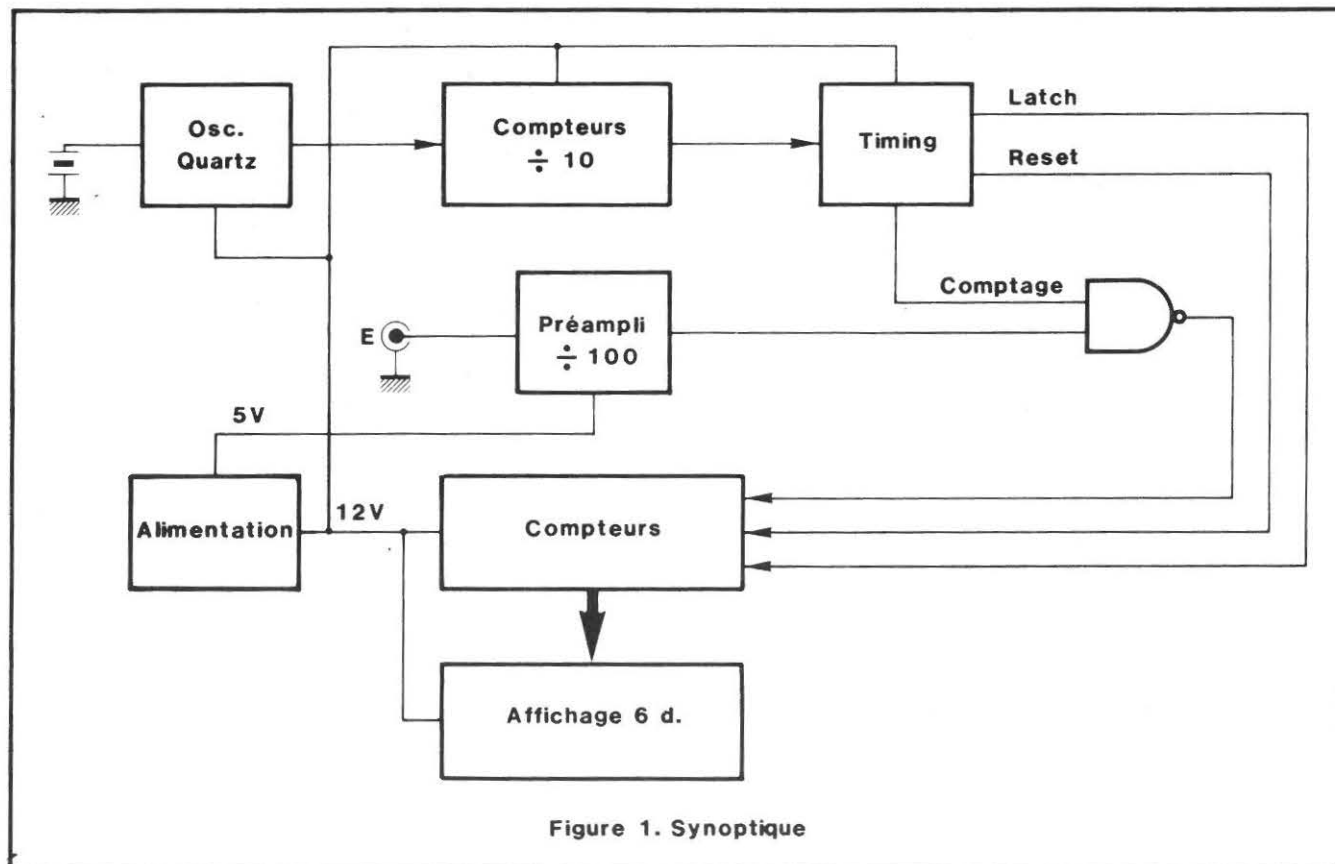 Osc.
Quartz
Compteurs
÷ 10
Timing
Latch
Reset
Comptage
E
Préampli
÷ 100
5V
Alimentation
12V
Compteurs
Affichage 6 d.
Figure 1. Synoptique